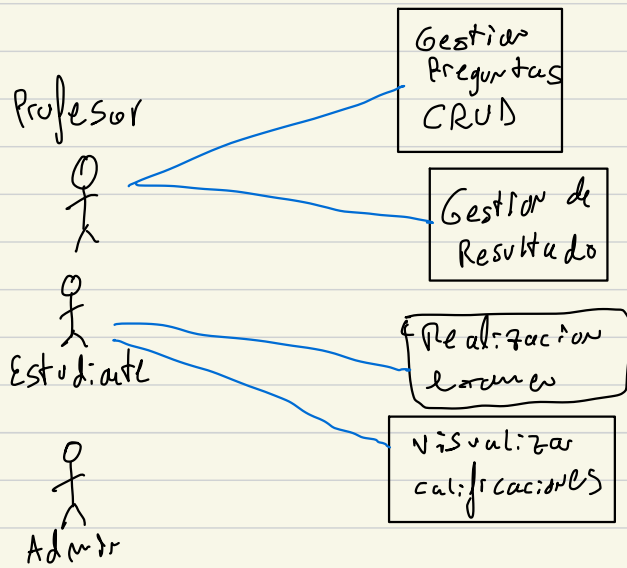 Profesor
Gestion
Preguntas
CRUD
Gestion de
Resultado
Estudiante
Realizacion
examen
visualizar
calificaciones
Admin